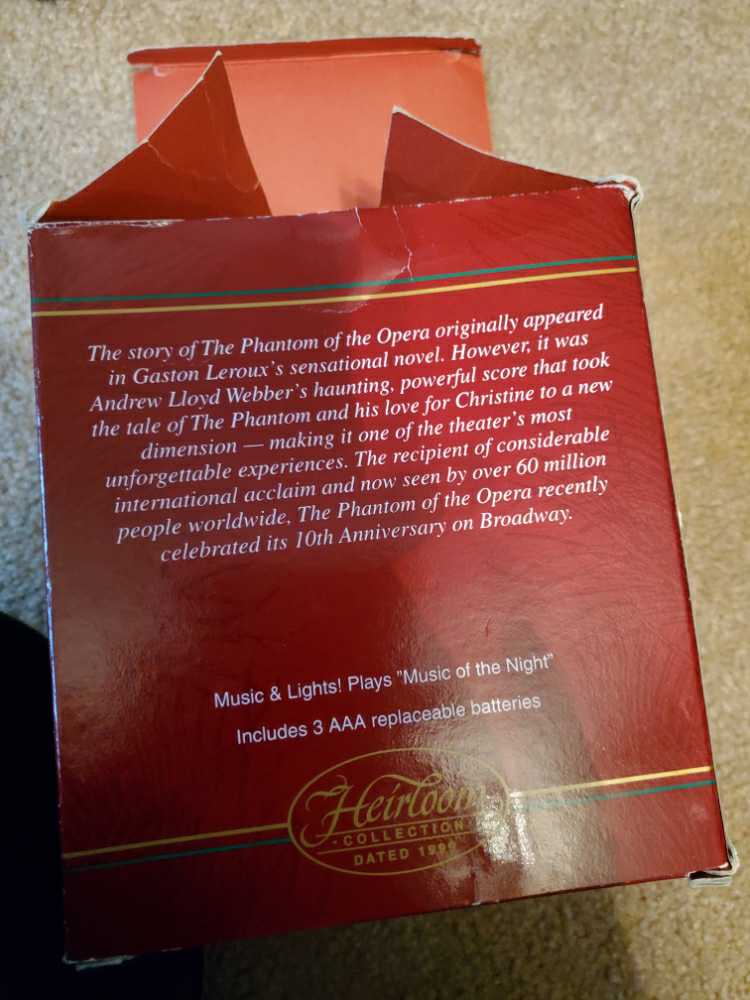 The story of The Phantom of the Opera originally appeared
in Gaston Leroux's sensational novel. However, it was
Andrew Lloyd Webber's haunting, powerful score that took
the tale of The Phantom and his love for Christine to a new
dimension — making it one of the theater's most
unforgettable experiences. The recipient of considerable
international acclaim and now seen by over 60 million
people worldwide, The Phantom of the Opera recently
celebrated its 10th Anniversary on Broadway.
Music & Lights! Plays "Music of the Night"
Includes 3 AAA replaceable batteries
Heirloom
-COLLECTION-
DATED